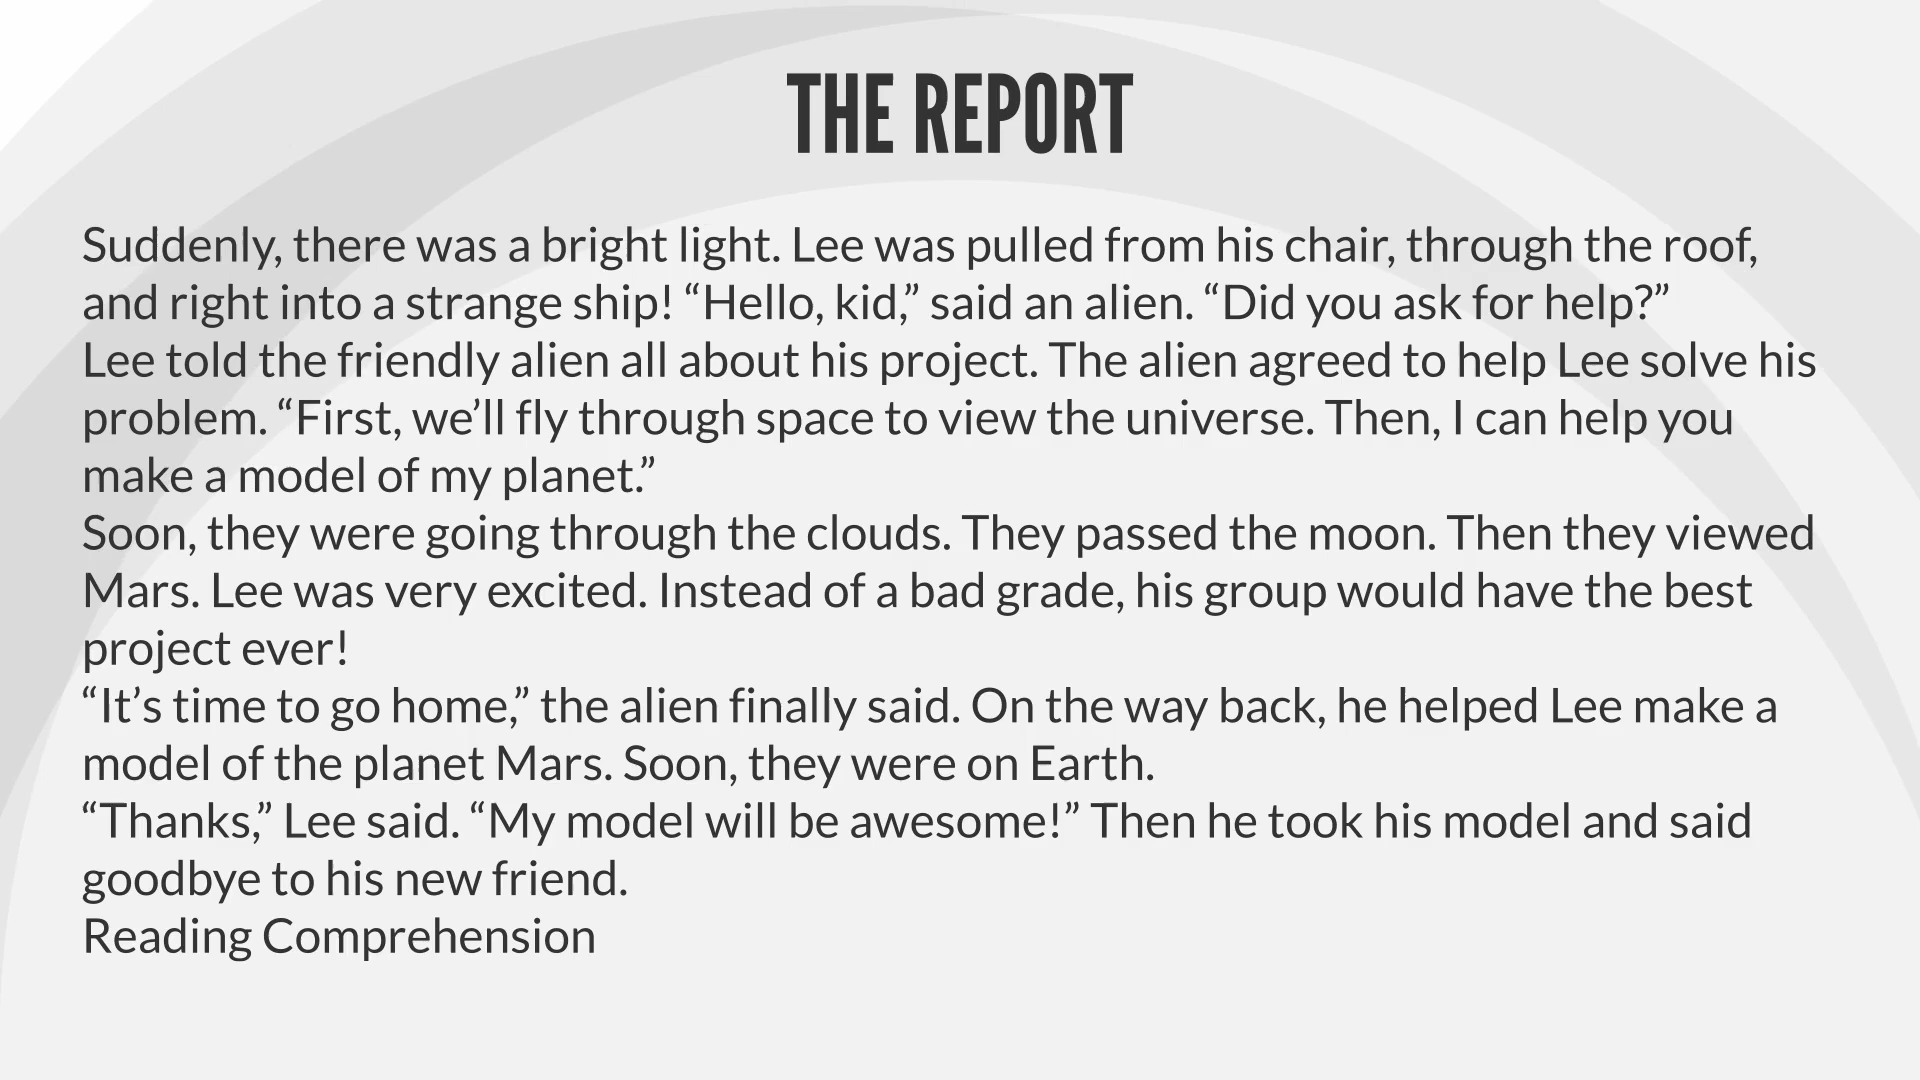 THE REPORT
Suddenly, there was a bright light. Lee was pulled from his chair, through the roof,
and right into a strange ship! “Hello, kid,” said an alien. “Did you ask for help?”
Lee told the friendly alien all about his project. The alien agreed to help Lee solve his
problem. “First, we’ll fly through space to view the universe. Then, I can help you
make a model of my planet.”
Soon, they were going through the clouds. They passed the moon. Then they viewed
Mars. Lee was very excited. Instead of a bad grade, his group would have the best
project ever!
“It’s time to go home,” the alien finally said. On the way back, he helped Lee make a
model of the planet Mars. Soon, they were on Earth.
“Thanks,” Lee said. “My model will be awesome!” Then he took his model and said
goodbye to his new friend.
Reading Comprehension